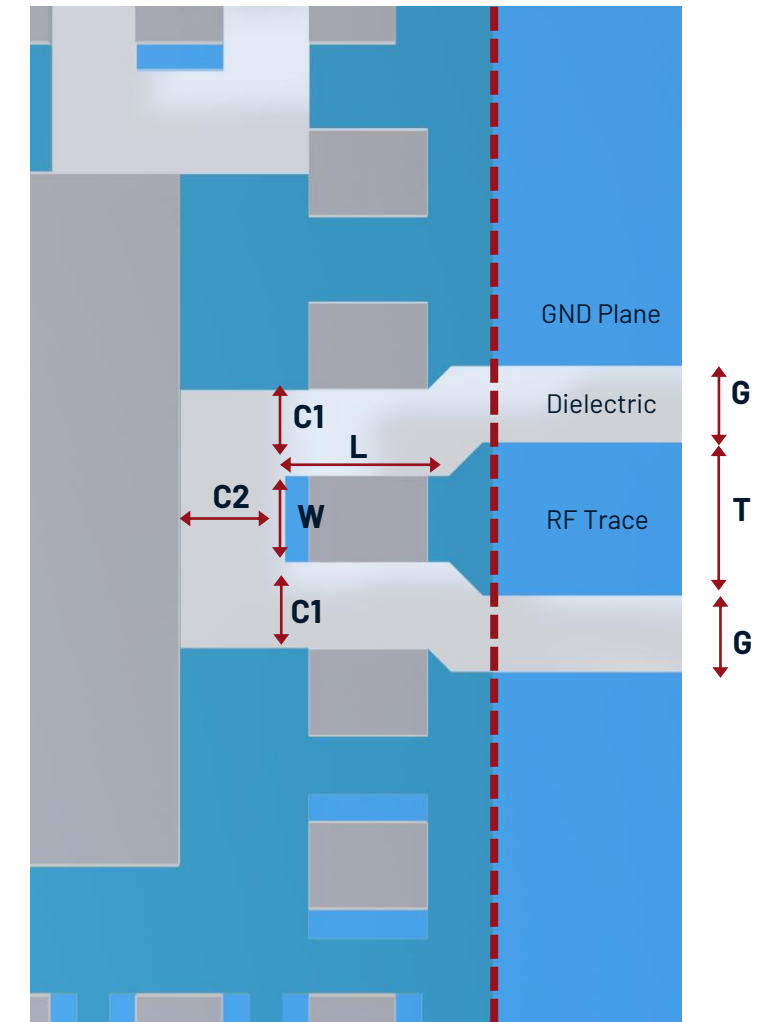 GND Plane
G
Dielectric
C1
L
C2
W
RF Trace
T
C1
G